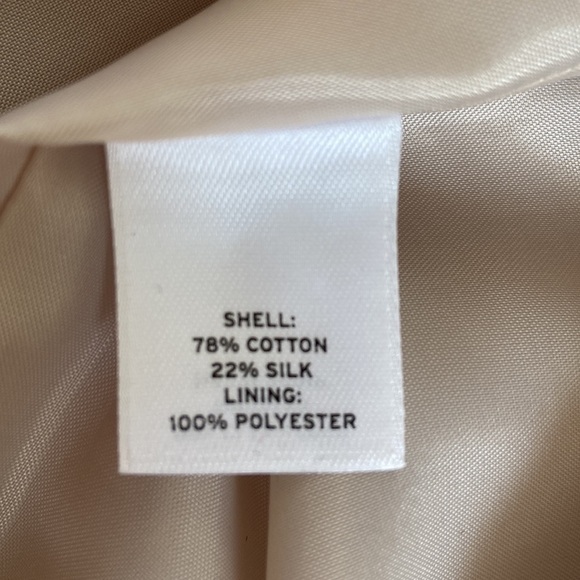 SHELL:
78% COTTON
22% SILK
LINING:
100% POLYESTER